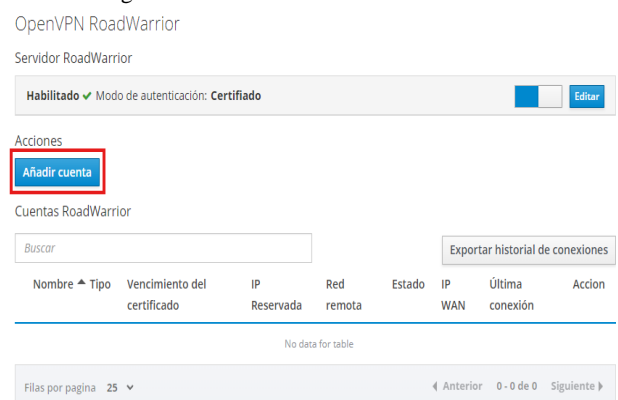 OpenVPN RoadWarrior
Servidor RoadWarrior
Habilitado ✔ Modo de autenticación: Certifiado
Editar
Acciones
Añadir cuenta
Cuentas RoadWarrior
Buscar
Exportar historial de conexiones
Nombre Tipo Vencimiento del certificado IP Reservada Red remota Estado IP WAN Última conexión Accion
No data for table
Filas por pagina 25 Anterior 0 - 0 de 0 Siguiente